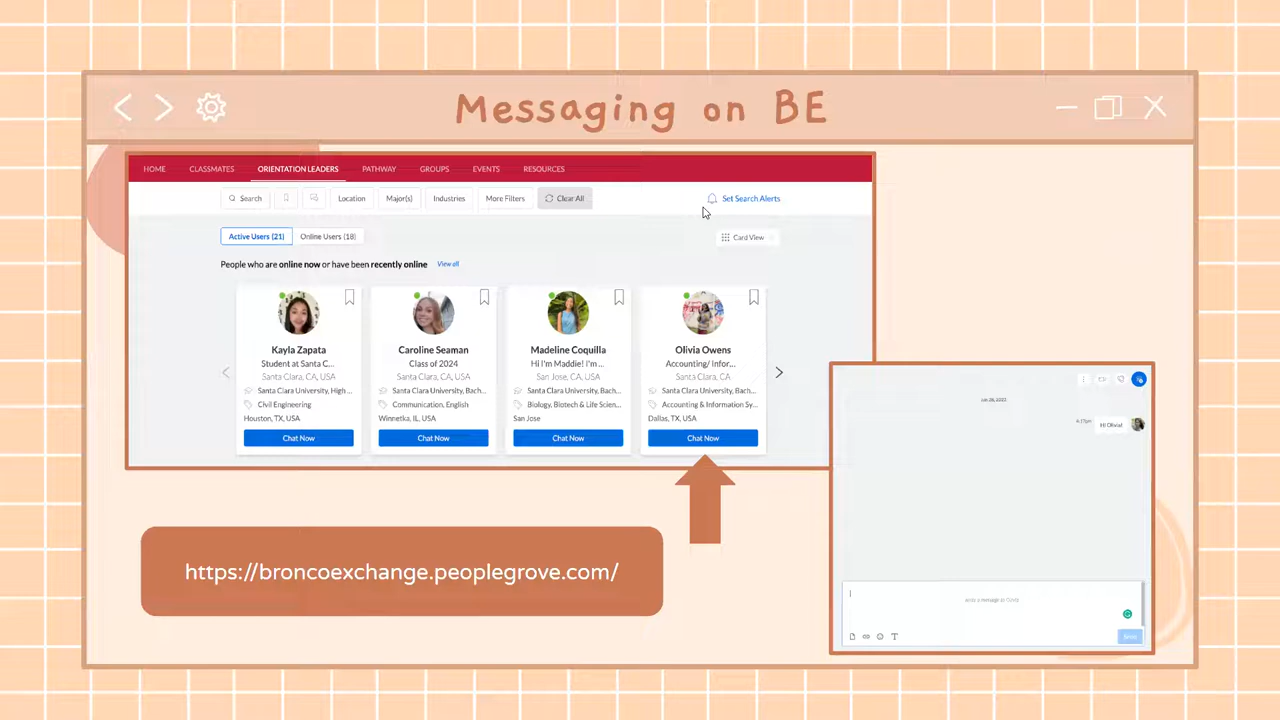 Messaging on BE
HOME CLASSMATES ORIENTATION LEADERS PATHWAY GROUPS EVENTS RESOURCES
Search Location Major(s) Industries More Filters Clear All Set Search Alerts
Active Users (21) Online Users (18) Card View
People who are online now or have been recently online View all
Kayla Zapata
Student at Santa C...
Santa Clara, CA, USA
Santa Clara University, High ...
Civil Engineering
Houston, TX, USA
Chat Now
Caroline Seaman
Class of 2024
Santa Clara, CA, USA
Santa Clara University, Bach...
Communication, English
Winnetka, IL, USA
Chat Now
Madeline Coquilla
Hi I'm Maddie! I'm ...
San Jose, CA, USA
Santa Clara University, Bach...
Biology, Biotech & Life Scien...
San Jose
Chat Now
Olivia Owens
Accounting/ Infor...
Santa Clara, CA, USA
Santa Clara University, Bach...
Accounting & Information Sy...
Dallas, TX, USA
Chat Now
Hi Olivia!
Send
https://broncoexchange.peoplegrove.com/